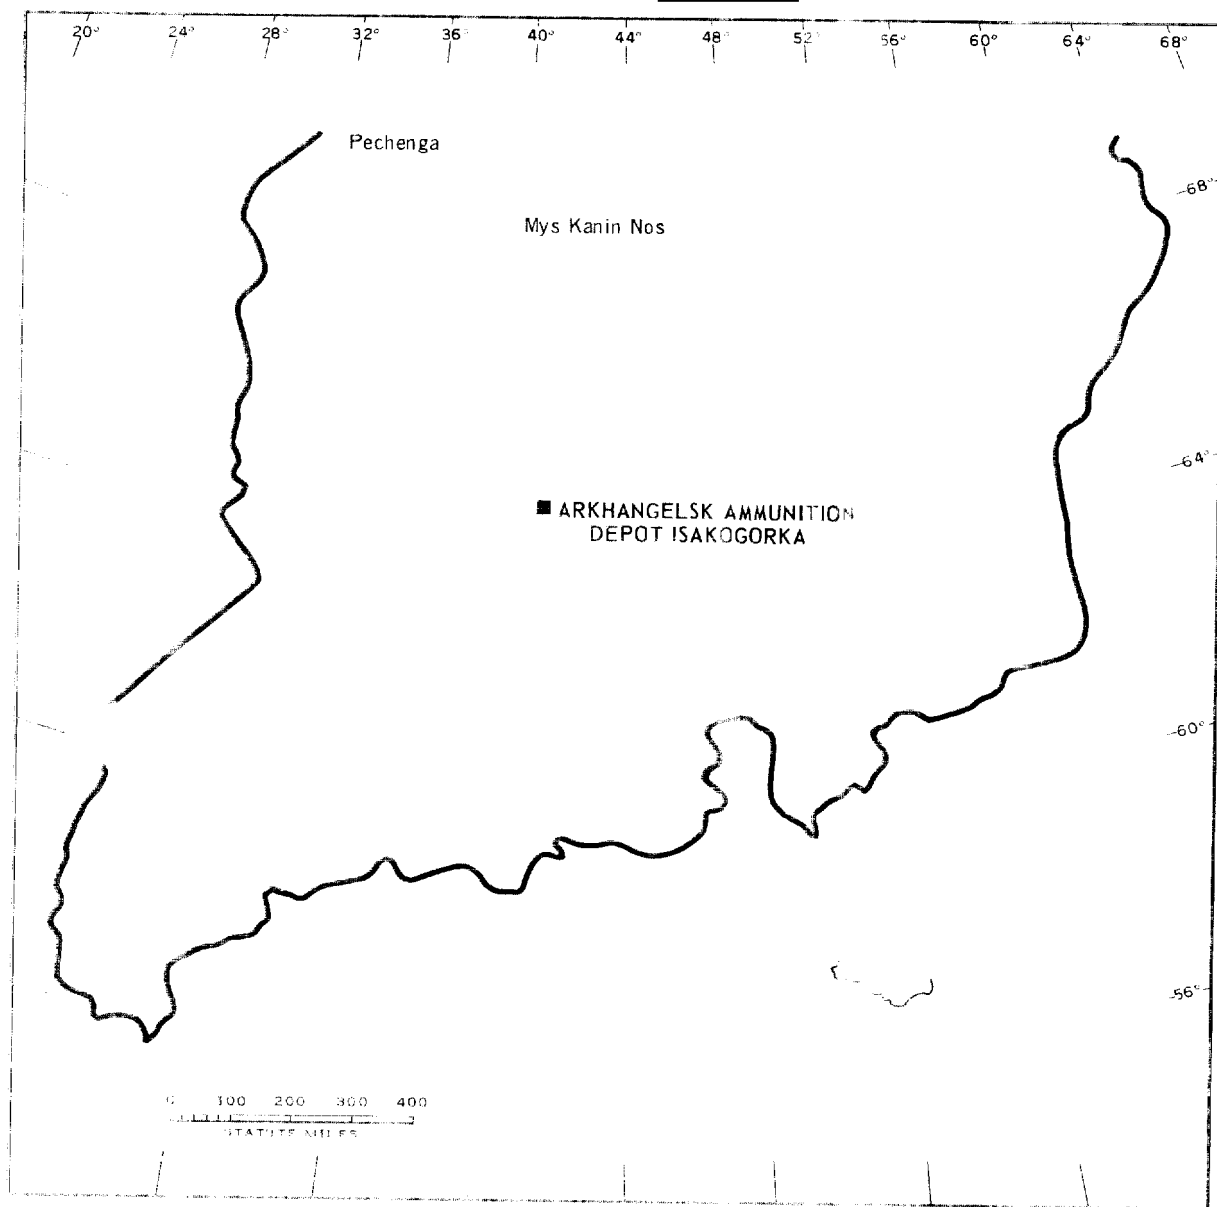 20° 24° 28° 32° 36° 40° 44° 48° 52° 56° 60° 64° 68°
Pechenga
68°
Mys Kanin Nos
64°
ARKHANGELSK AMMUNITION
DEPOT ISAKOGORKA
60°
56°
0 100 200 300 400
STATUTE MILES